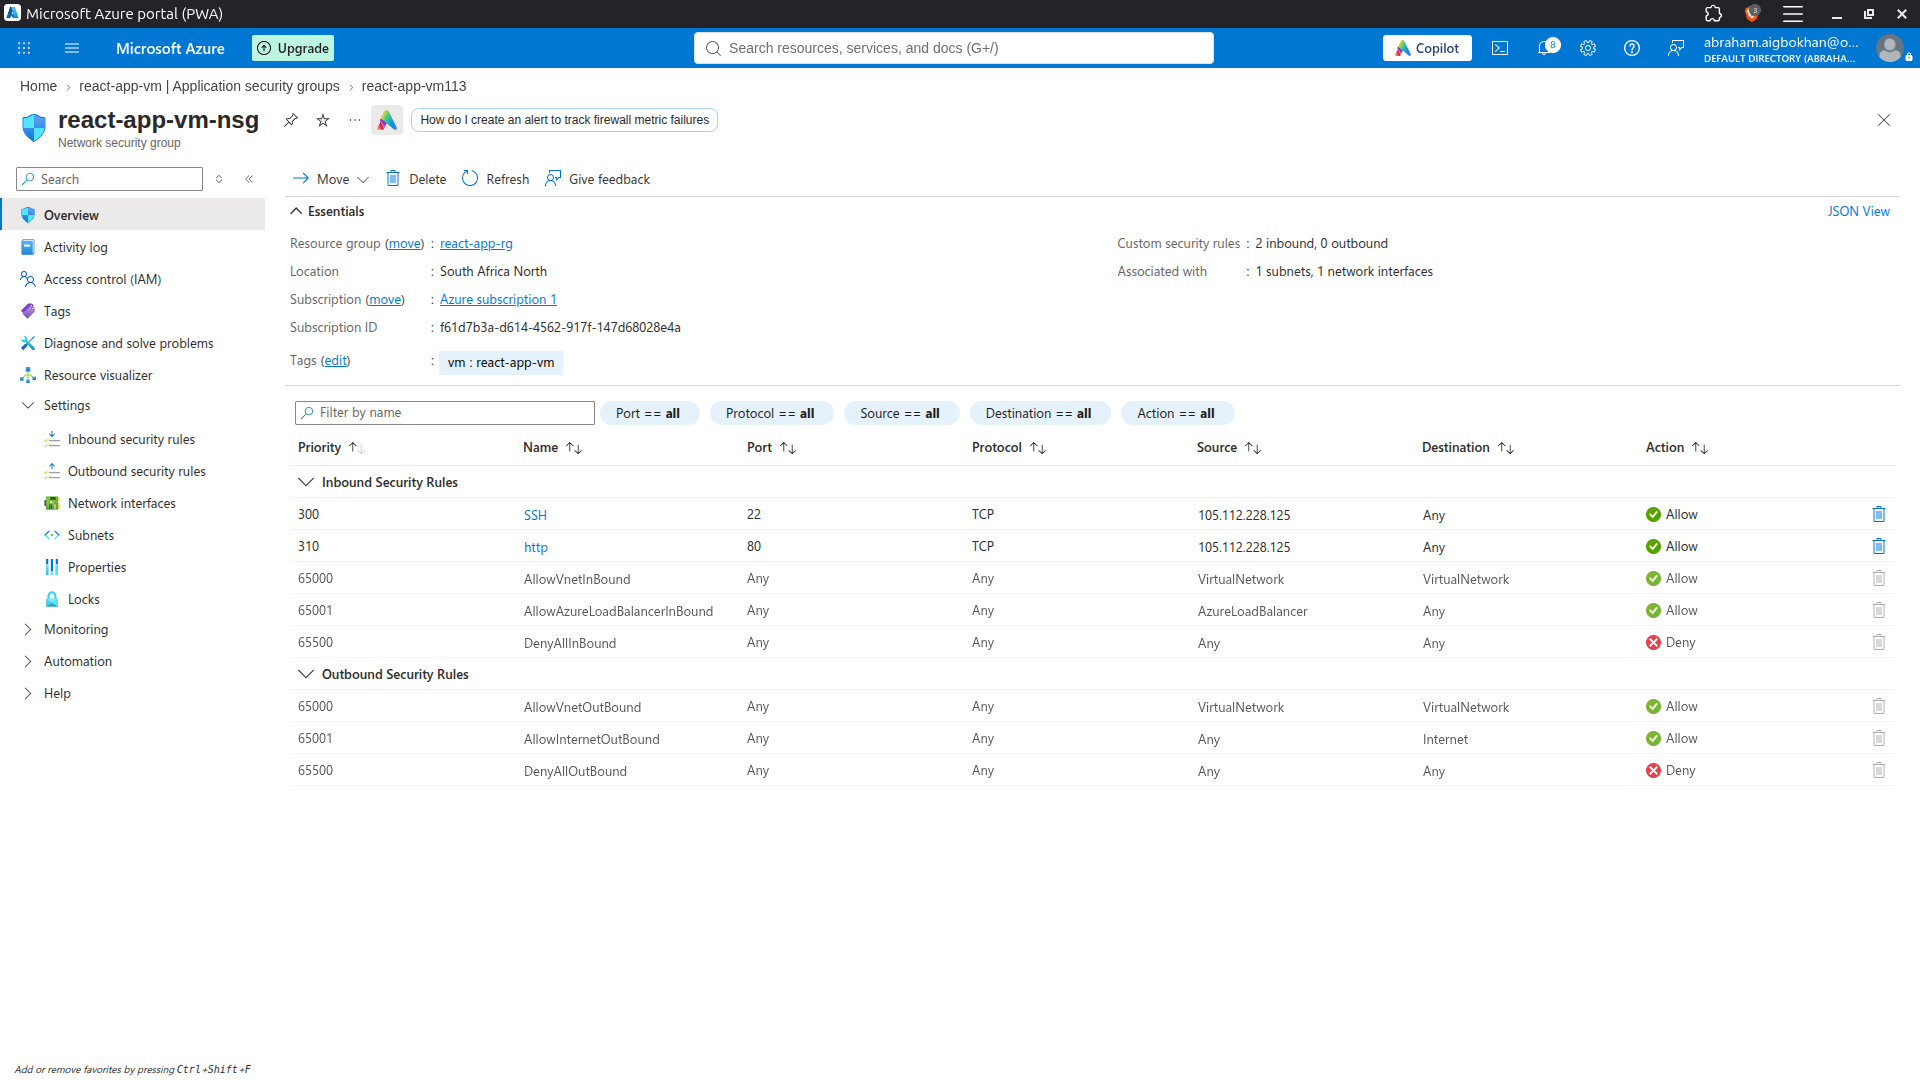 Microsoft Azure portal (PWA)
3
Microsoft Azure
Upgrade
Search resources, services, and docs (G+/)
Copilot
8
abraham.aigbokhan@o...
DEFAULT DIRECTORY (ABRAHA...
Home > react-app-vm | Application security groups > react-app-vm113
react-app-vm-nsg
How do I create an alert to track firewall metric failures
Network security group
Search
Move
Delete
Refresh
Give feedback
Overview
Activity log
Access control (IAM)
Tags
Diagnose and solve problems
Resource visualizer
Settings
Inbound security rules
Outbound security rules
Network interfaces
Subnets
Properties
Locks
Monitoring
Automation
Help
Essentials
JSON View
Resource group (move) : react-app-rg
Location : South Africa North
Subscription (move) : Azure subscription 1
Subscription ID : f61d7b3a-d614-4562-917f-147d68028e4a
Tags (edit) : vm : react-app-vm
Custom security rules : 2 inbound, 0 outbound
Associated with : 1 subnets, 1 network interfaces
Filter by name
Port == all
Protocol == all
Source == all
Destination == all
Action == all
Priority Name Port Protocol Source Destination Action
Inbound Security Rules
300 SSH 22 TCP 105.112.228.125 Any Allow
310 http 80 TCP 105.112.228.125 Any Allow
65000 AllowVnetInBound Any Any VirtualNetwork VirtualNetwork Allow
65001 AllowAzureLoadBalancerInBound Any Any AzureLoadBalancer Any Allow
65500 DenyAllInBound Any Any Any Any Deny
Outbound Security Rules
65000 AllowVnetOutBound Any Any VirtualNetwork VirtualNetwork Allow
65001 AllowInternetOutBound Any Any Any Internet Allow
65500 DenyAllOutBound Any Any Any Any Deny
Add or remove favorites by pressing Ctrl+Shift+F